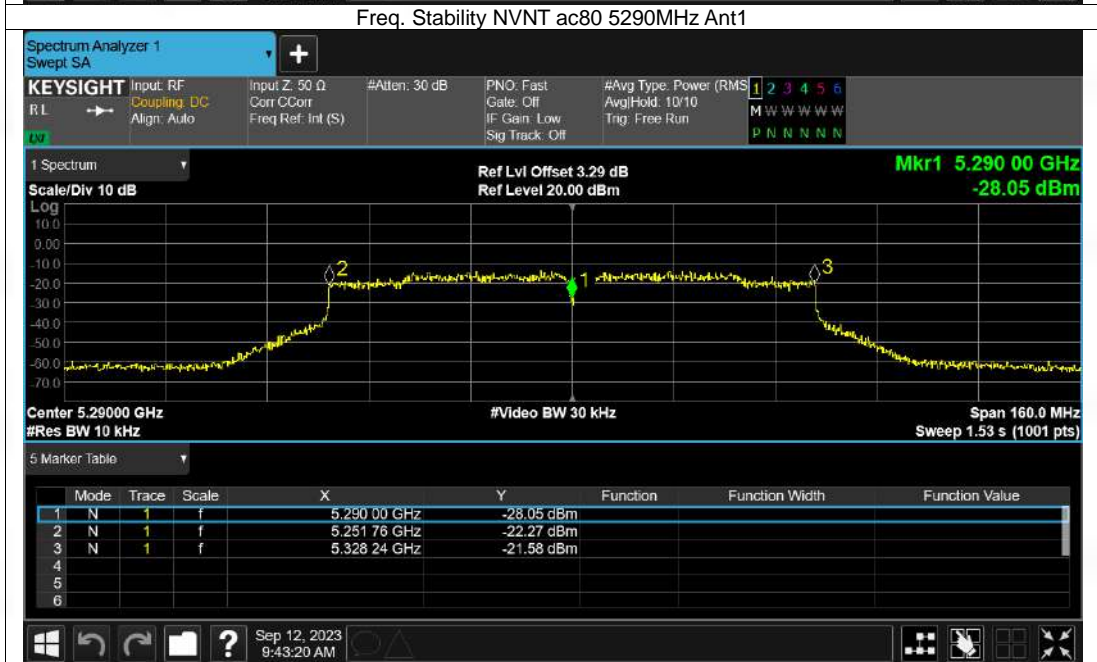 Freq. Stability NVNT ac80 5290MHz Ant1
Spectrum Analyzer 1
Swept SA
+
KEYSIGHT Input: RF Input Z: 50 Ω #Atten: 30 dB PNO: Fast #Avg Type: Power (RMS 1 2 3 4 5 6
RL Coupling: DC Corr CCorr Gate: Off Avg|Hold: 10/10 M W W W W W
Align: Auto Freq Ref: Int (S) IF Gain: Low Trig: Free Run
LXI Sig Track: Off P N N N N N
1 Spectrum Ref Lvl Offset 3.29 dB Mkr1 5.290 00 GHz
Scale/Div 10 dB Ref Level 20.00 dBm -28.05 dBm
Log
10.0
0.00
-10.0
2 3
1
-20.0
-30.0
-40.0
-50.0
-60.0
-70.0
Center 5.29000 GHz #Video BW 30 kHz Span 160.0 MHz
#Res BW 10 kHz Sweep 1.53 s (1001 pts)
5 Marker Table
Mode Trace Scale X Y Function Function Width Function Value
1 N 1 f 5.290 00 GHz -28.05 dBm
2 N 1 f 5.251 76 GHz -22.27 dBm
3 N 1 f 5.328 24 GHz -21.58 dBm
4
5
6
? Sep 12, 2023
9:43:20 AM